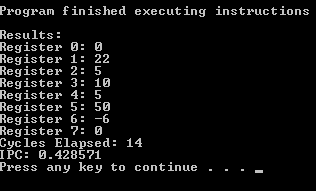 Program finished executing instructions
Results:
Register 0: 0
Register 1: 22
Register 2: 5
Register 3: 10
Register 4: 5
Register 5: 50
Register 6: -6
Register 7: 0
Cycles Elapsed: 14
IPC: 0.428571
Press any key to continue . . . _